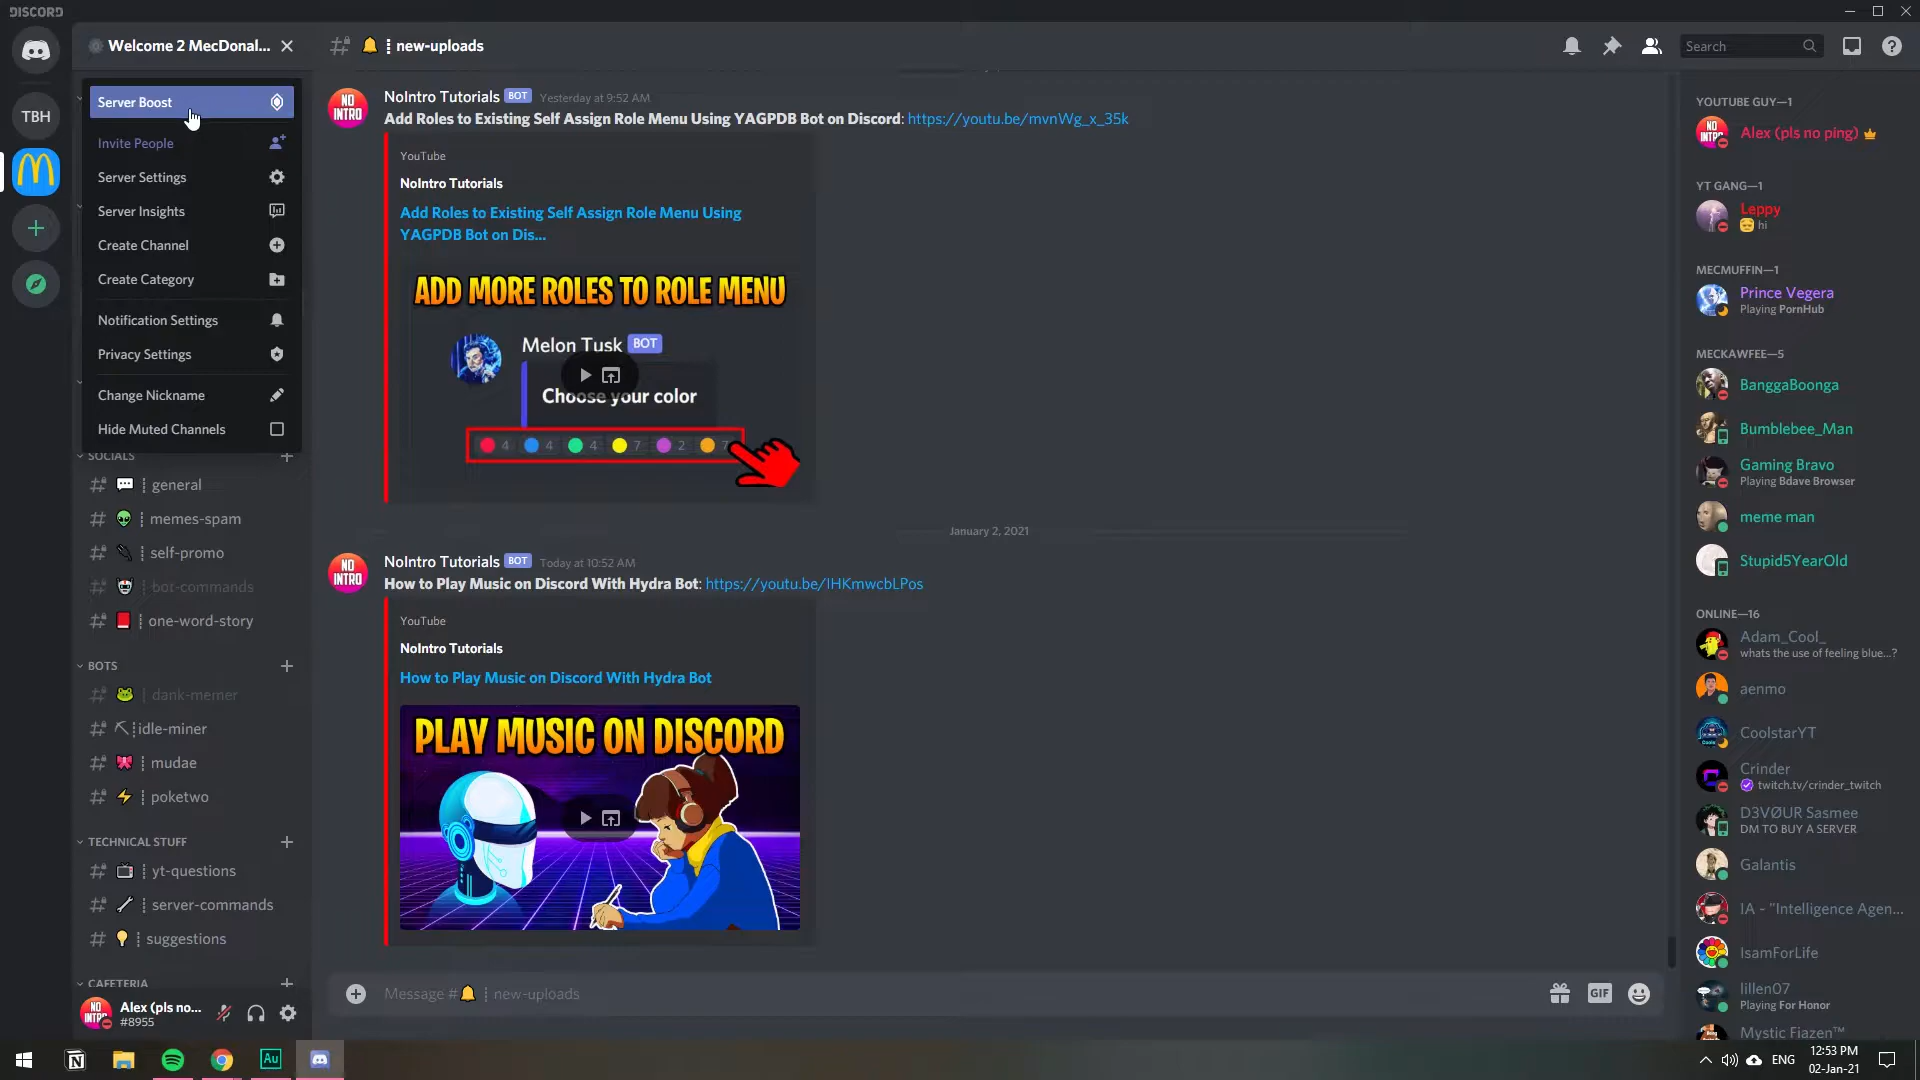 DISCORD
Welcome 2 MecDonal...
new-uploads
Search
Server Boost
Invite People
Server Settings
Server Insights
Create Channel
Create Category
Notification Settings
Privacy Settings
Change Nickname
Hide Muted Channels
TBH
SOCIALS
general
memes-spam
self-promo
bot-commands
one-word-story
BOTS
dank-memer
idle-miner
mudae
poketwo
TECHNICAL STUFF
yt-questions
server-commands
suggestions
CAFETERIA
Alex (pls no...
#8955
NO INTRO
NoIntro Tutorials BOT Yesterday at 9:52 AM
Add Roles to Existing Self Assign Role Menu Using YAGPDB Bot on Discord: https://youtu.be/mvnWg_x_35k
YouTube
NoIntro Tutorials
Add Roles to Existing Self Assign Role Menu Using
YAGPDB Bot on Dis...
ADD MORE ROLES TO ROLE MENU
Melon Tusk BOT
Choose your color
4 4 4 7 2 7
January 2, 2021
NO INTRO
NoIntro Tutorials BOT Today at 10:52 AM
How to Play Music on Discord With Hydra Bot: https://youtu.be/IHKmwcbLPos
YouTube
NoIntro Tutorials
How to Play Music on Discord With Hydra Bot
PLAY MUSIC ON DISCORD
Message # new-uploads
GIF
YOUTUBE GUY—1
Alex (pls no ping)
YT GANG—1
Leppy
hi
MECMUFFIN—1
Prince Vegera
Playing PornHub
MECKAWFEE—5
BanggaBoonga
Bumblebee_Man
Gaming Bravo
Playing Bdave Browser
meme man
Stupid5YearOld
ONLINE—16
Adam_Cool_
whats the use of feeling blue...?
aenmo
CoolstarYT
Crinder
twitch.tv/crinder_twitch
D3VØUR Sasmee
DM TO BUY A SERVER
Galantis
IA - "Intelligence Agen...
IsamForLife
lillen07
Playing For Honor
Mystic Fiazen™
Au
ENG
12:53 PM
02-Jan-21